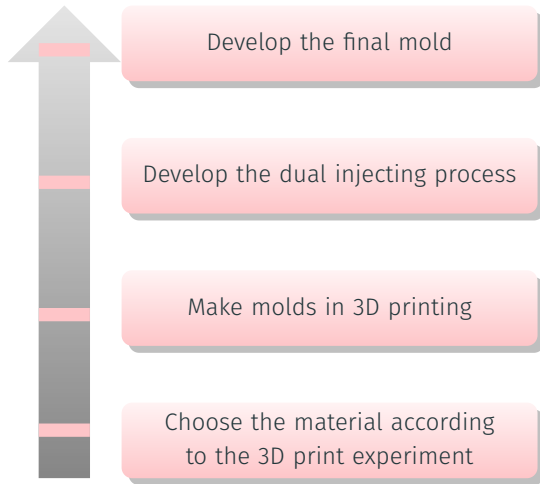 Develop the final mold
Develop the dual injecting process
Make molds in 3D printing
Choose the material according
to the 3D print experiment